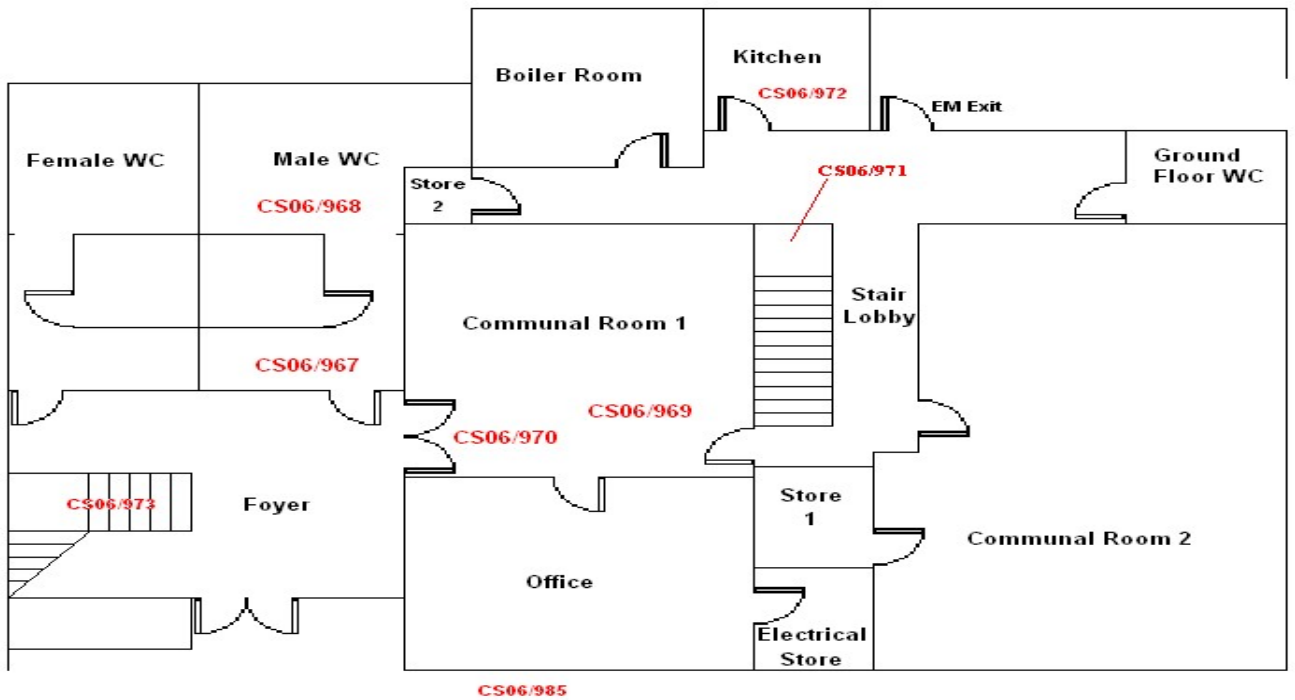 Kitchen
Boiler Room
CS06/972
EM Exit
Female WC
Male WC
Ground
Floor WC
CS06/971
Store
2
CS06/968
Stair
Lobby
Communal Room 1
CS06/967
CS06/969
CS06/970
CS06/973
Foyer
Store
1
Communal Room 2
Office
Electrical
Store
CS06/985